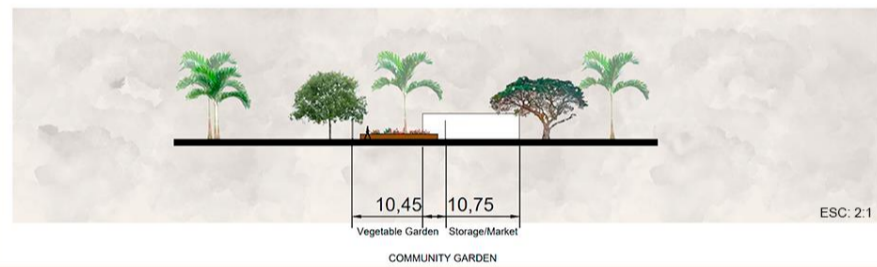 10,45 10,75
ESC: 2:1
Vegetable Garden Storage/Market
COMMUNITY GARDEN